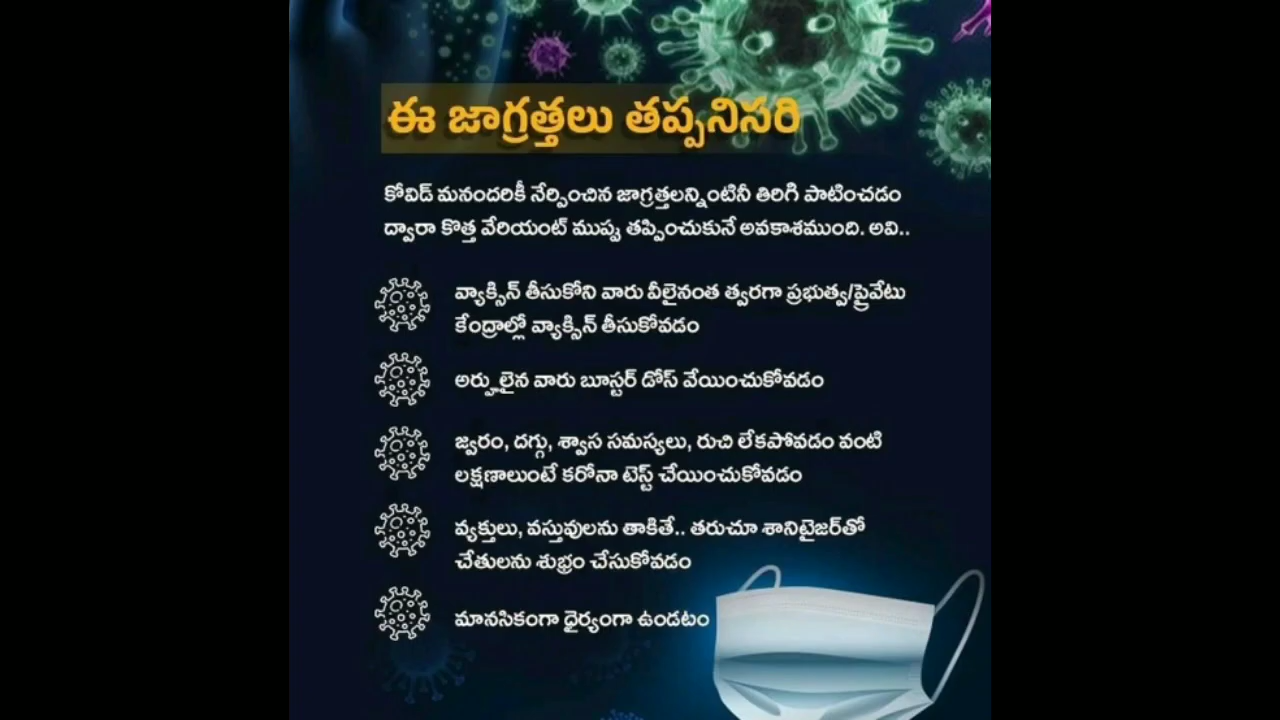 ఈ జాగ్రత్తలు తప్పనిసరి
కోవిడ్ మనందరికీ నేర్పించిన జాగ్రత్తలన్నింటినీ తిరిగి పాటించడం
ద్వారా కొత్త వేరియంట్ ముప్పు తప్పించుకునే అవకాశముంది. అవి..
వ్యాక్సిన్ తీసుకోని వారు వీలైనంత త్వరగా ప్రభుత్వ/ప్రైవేటు
కేంద్రాల్లో వ్యాక్సిన్ తీసుకోవడం
అర్హులైన వారు బూస్టర్ డోస్ వేయించుకోవడం
జ్వరం, దగ్గు, శ్వాస సమస్యలు, రుచి లేకపోవడం వంటి
లక్షణాలుంటే కరోనా టెస్ట్ చేయించుకోవడం
వ్యక్తులు, వస్తువులను తాకితే.. తరుచూ శానిటైజర్‌తో
చేతులను శుభ్రం చేసుకోవడం
మానసికంగా ధైర్యంగా ఉండటం